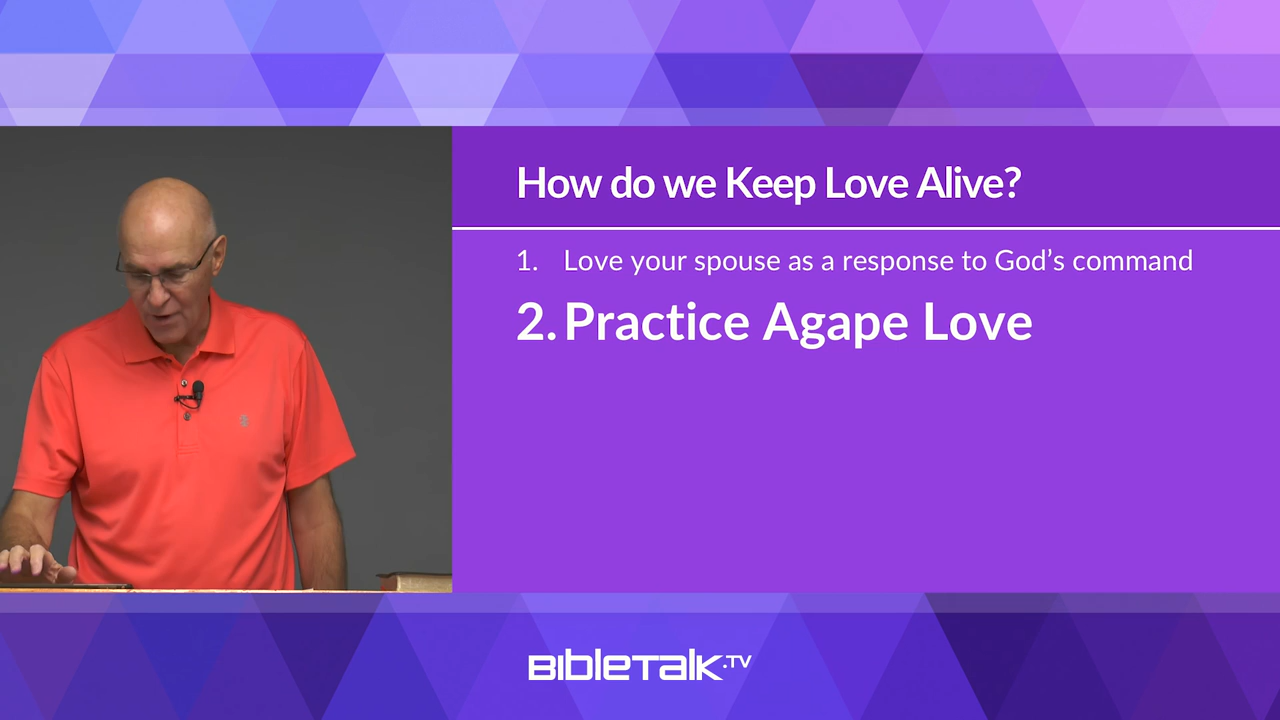 How do we Keep Love Alive?
1. Love your spouse as a response to God’s command
2. Practice Agape Love
BIBLETALK.TV